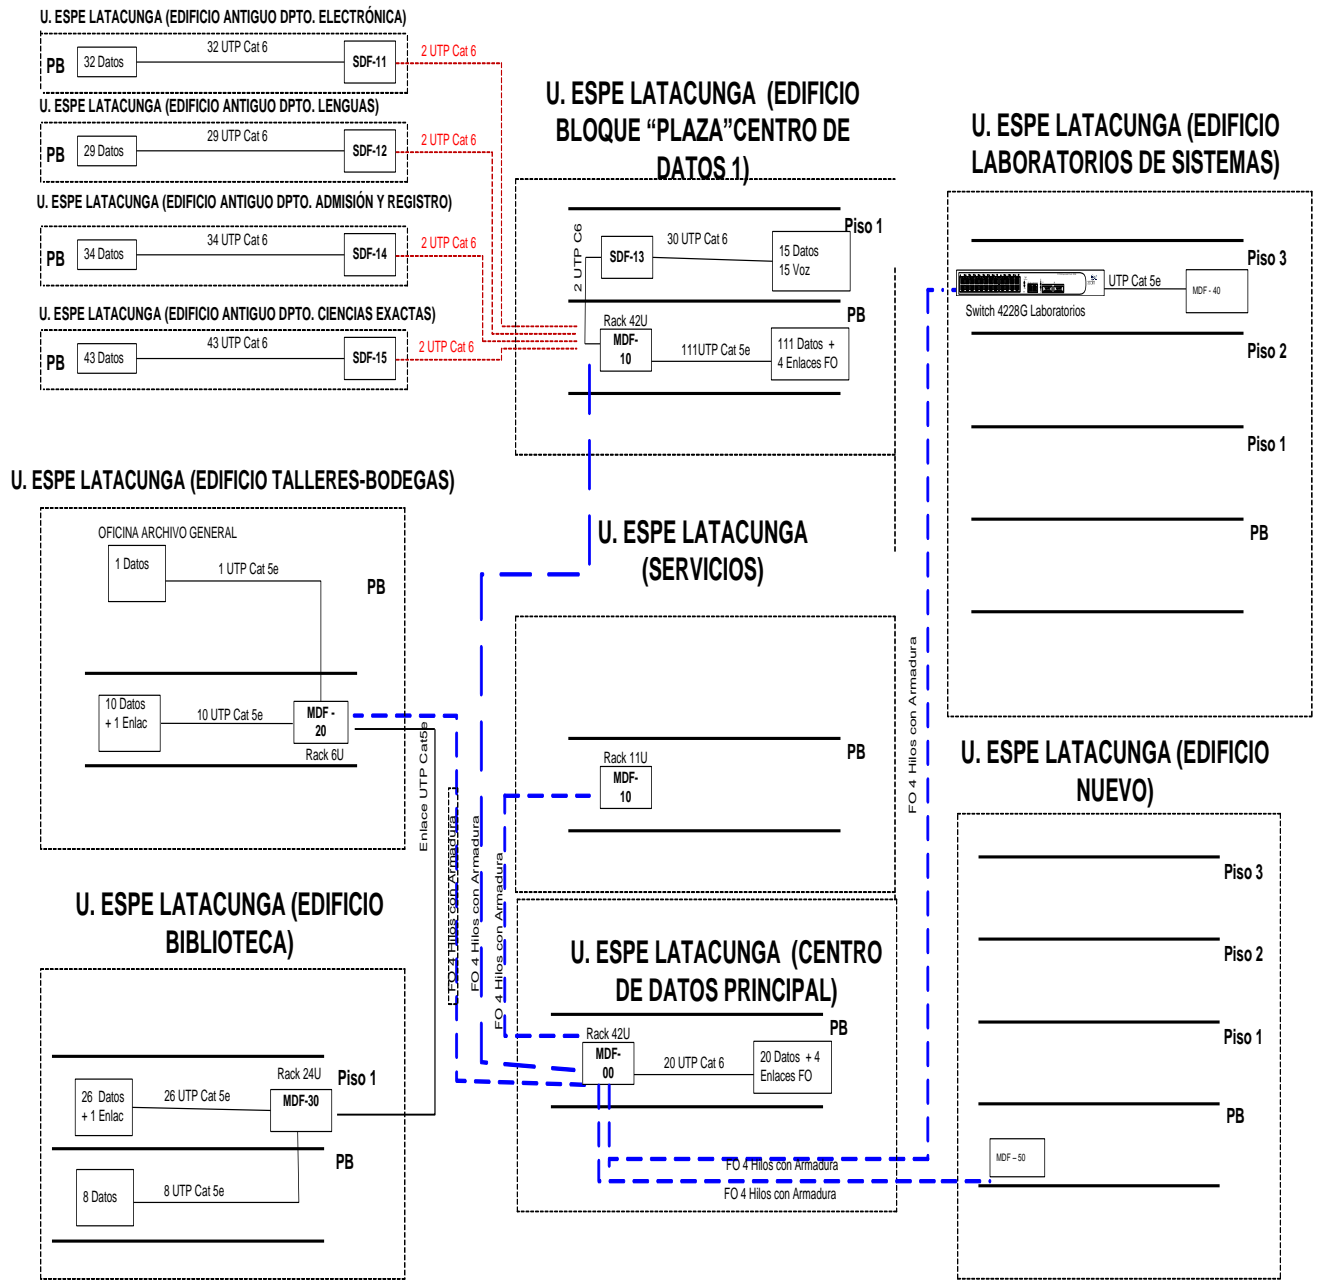 U. ESPE LATACUNGA (EDIFICIO ANTIGUO DPTO. ELECTRÓNICA)
PB
32 Datos
32 UTP Cat 6
SDF-11
2 UTP Cat 6
U. ESPE LATACUNGA (EDIFICIO ANTIGUO DPTO. LENGUAS)
PB
29 Datos
29 UTP Cat 6
SDF-12
2 UTP Cat 6
U. ESPE LATACUNGA (EDIFICIO ANTIGUO DPTO. ADMISIÓN Y REGISTRO)
PB
34 Datos
34 UTP Cat 6
SDF-14
2 UTP Cat 6
U. ESPE LATACUNGA (EDIFICIO ANTIGUO DPTO. CIENCIAS EXACTAS)
PB
43 Datos
43 UTP Cat 6
SDF-15
2 UTP Cat 6
U. ESPE LATACUNGA (EDIFICIO
BLOQUE “PLAZA”CENTRO DE
DATOS 1)
Piso 1
2 UTP C6
SDF-13
30 UTP Cat 6
15 Datos
15 Voz
PB
Rack 42U
MDF-
10
111UTP Cat 5e
111 Datos +
4 Enlaces FO
U. ESPE LATACUNGA (EDIFICIO
LABORATORIOS DE SISTEMAS)
Piso 3
UTP Cat 5e
MDF - 40
Switch 4228G Laboratorios
Piso 2
Piso 1
PB
FO 4 Hilos con Armadura
U. ESPE LATACUNGA (EDIFICIO TALLERES-BODEGAS)
OFICINA ARCHIVO GENERAL
1 Datos
1 UTP Cat 5e
PB
10 Datos
+ 1 Enlac
10 UTP Cat 5e
MDF -
20
Rack 6U
Enlace UTP Cat5e
FO 4 Hilos con Armadura
FO 4 Hilos con Armadura
FO 4 Hilos con Armadura
U. ESPE LATACUNGA
(SERVICIOS)
PB
Rack 11U
MDF-
10
U. ESPE LATACUNGA (EDIFICIO
BIBLIOTECA)
Rack 24U
Piso 1
26 Datos
+ 1 Enlac
26 UTP Cat 5e
MDF-30
PB
8 Datos
8 UTP Cat 5e
U. ESPE LATACUNGA (CENTRO
DE DATOS PRINCIPAL)
PB
Rack 42U
MDF-
00
20 UTP Cat 6
20 Datos + 4
Enlaces FO
FO 4 Hilos con Armadura
FO 4 Hilos con Armadura
U. ESPE LATACUNGA (EDIFICIO
NUEVO)
Piso 3
Piso 2
Piso 1
PB
MDF – 50